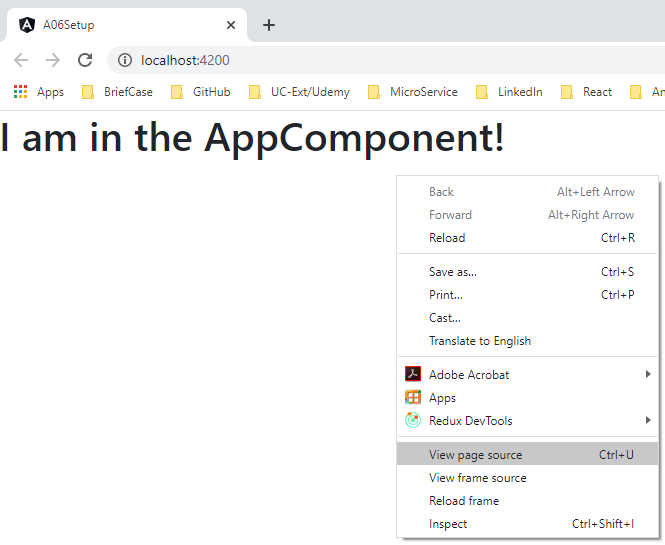 A06Setup
localhost:4200
Apps BriefCase GitHub UC-Ext/Udemy MicroService LinkedIn React An
I am in the AppComponent!
Back Alt+Left Arrow
Forward Alt+Right Arrow
Reload Ctrl+R
Save as... Ctrl+S
Print... Ctrl+P
Cast...
Translate to English
Adobe Acrobat
Apps
Redux DevTools
View page source Ctrl+U
View frame source
Reload frame
Inspect Ctrl+Shift+I